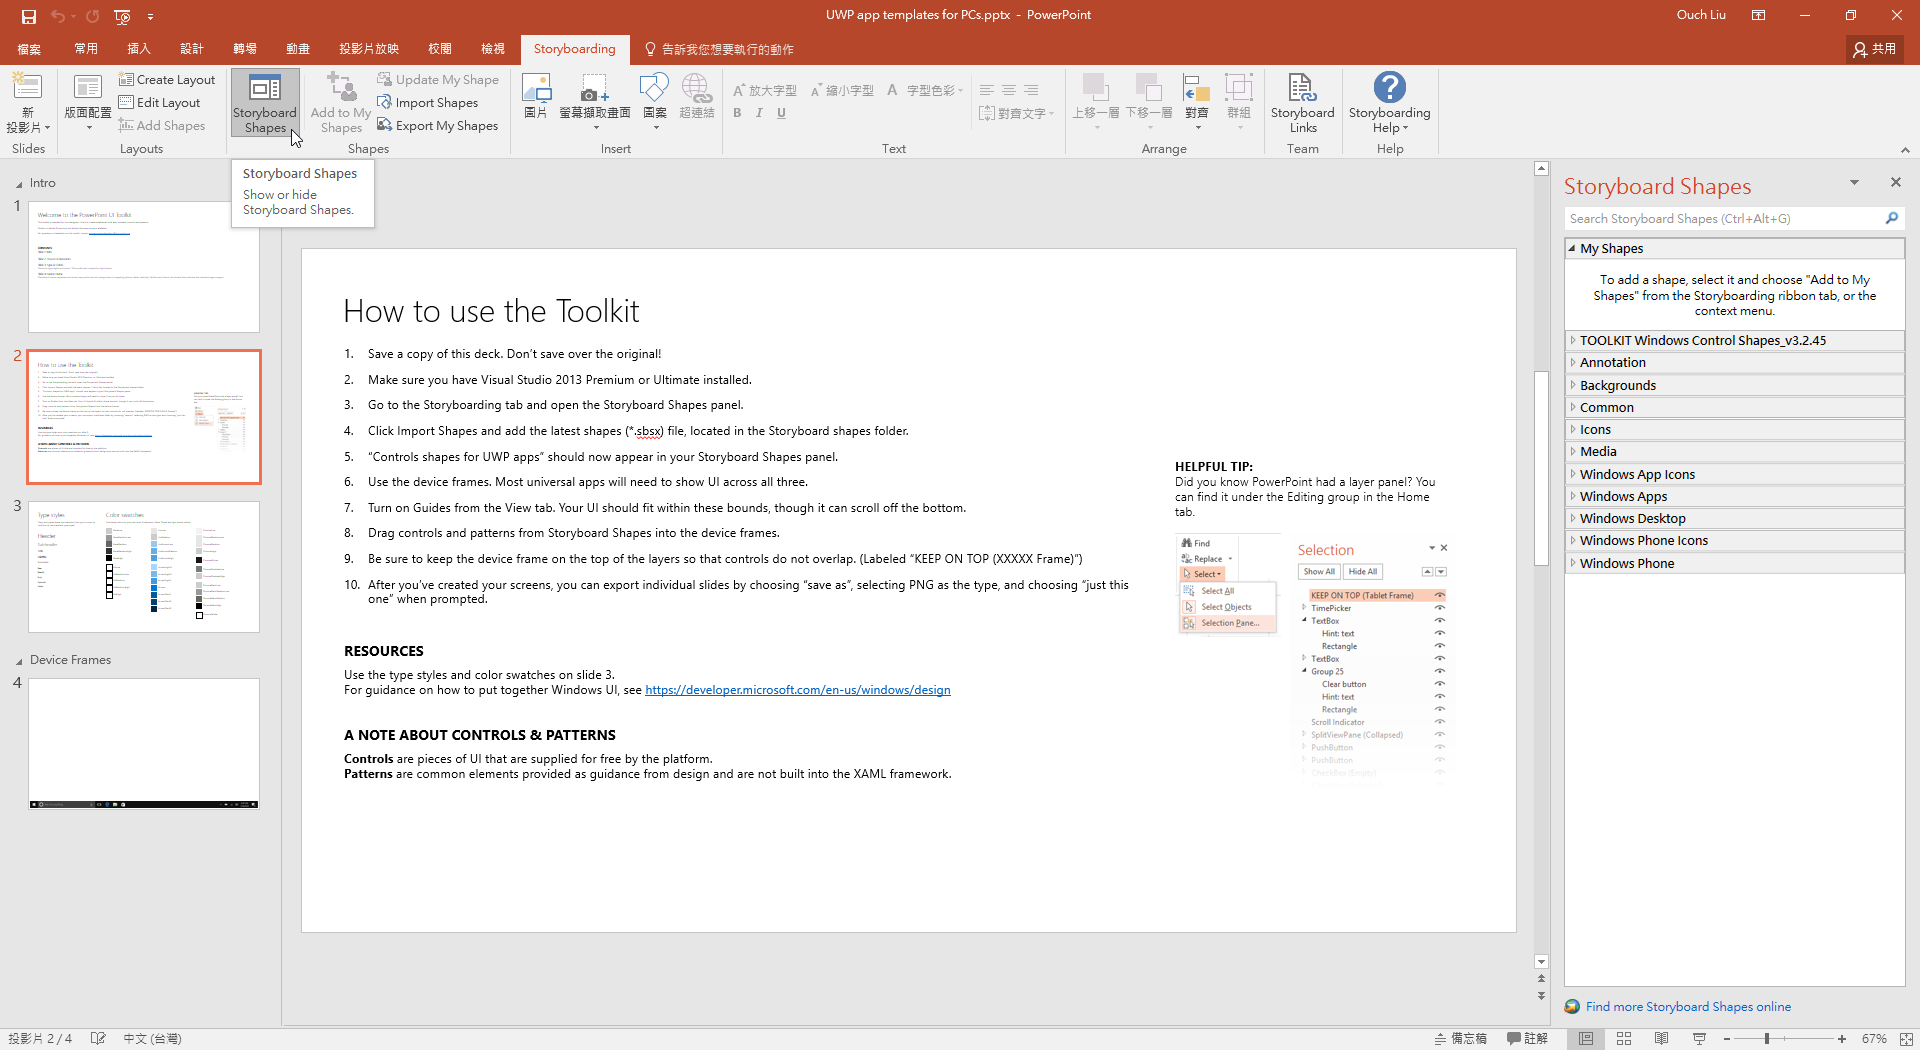 UWP app templates for PCs.pptx - PowerPoint
Ouch Liu
檔案 常用 插入 設計 轉場 動畫 投影片放映 校閱 檢視 Storyboarding 告訴我您想要執行的動作 共用
新
投影片
Slides
版面配置
Create Layout
Edit Layout
Add Shapes
Layouts
Storyboard
Shapes
Add to My
Shapes
Update My Shape
Import Shapes
Export My Shapes
Shapes
圖片
螢幕擷取畫面
圖案
超連結
Insert
A 放大字型 A 縮小字型 A 字型色彩
B I U
對齊文字
Text
上移一層
下移一層
對齊
群組
Arrange
Storyboard
Links
Team
Storyboarding
Help
Help
Storyboard Shapes
Show or hide
Storyboard Shapes.
Intro
1
Welcome to the PowerPoint UI Toolkit
2
How to use the Toolkit
3
Type styles
Color swatches
Header
Device Frames
4
How to use the Toolkit
1. Save a copy of this deck. Don’t save over the original!
2. Make sure you have Visual Studio 2013 Premium or Ultimate installed.
3. Go to the Storyboarding tab and open the Storyboard Shapes panel.
4. Click Import Shapes and add the latest shapes (*.sbsx) file, located in the Storyboard shapes folder.
5. “Controls shapes for UWP apps” should now appear in your Storyboard Shapes panel.
6. Use the device frames. Most universal apps will need to show UI across all three.
7. Turn on Guides from the View tab. Your UI should fit within these bounds, though it can scroll off the bottom.
8. Drag controls and patterns from Storyboard Shapes into the device frames.
9. Be sure to keep the device frame on the top of the layers so that controls do not overlap. (Labeled “KEEP ON TOP (XXXXX Frame)”)
10. After you’ve created your screens, you can export individual slides by choosing “save as”, selecting PNG as the type, and choosing “just this
one” when prompted.
RESOURCES
Use the type styles and color swatches on slide 3.
For guidance on how to put together Windows UI, see https://developer.microsoft.com/en-us/windows/design
A NOTE ABOUT CONTROLS & PATTERNS
Controls are pieces of UI that are supplied for free by the platform.
Patterns are common elements provided as guidance from design and are not built into the XAML framework.
HELPFUL TIP:
Did you know PowerPoint had a layer panel? You
can find it under the Editing group in the Home
tab.
Find
Replace
Select
Select All
Select Objects
Selection Pane...
Selection
Show All
Hide All
KEEP ON TOP (Tablet Frame)
TimePicker
TextBox
Hint: text
Rectangle
TextBox
Group 25
Clear button
Hint: text
Rectangle
Scroll Indicator
SplitViewPane (Collapsed)
PushButton
PushButton
CheckBox (Empty)
Storyboard Shapes
Search Storyboard Shapes (Ctrl+Alt+G)
My Shapes
To add a shape, select it and choose "Add to My
Shapes" from the Storyboarding ribbon tab, or the
context menu.
TOOLKIT Windows Control Shapes_v3.2.45
Annotation
Backgrounds
Common
Icons
Media
Windows App Icons
Windows Apps
Windows Desktop
Windows Phone Icons
Windows Phone
Find more Storyboard Shapes online
投影片 2 / 4
中文 (台灣)
備忘稿
註解
67%